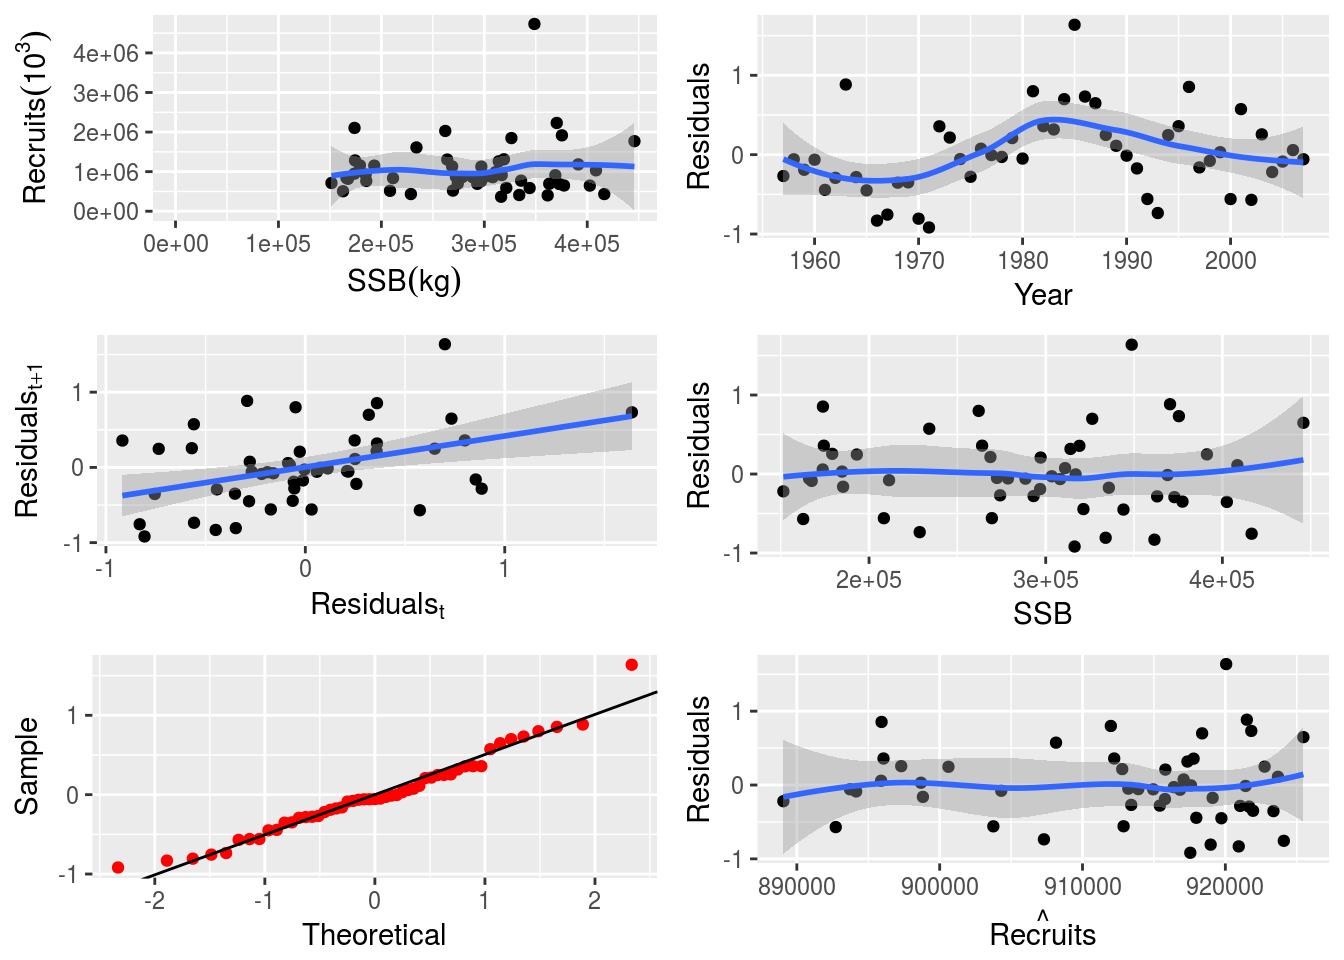 Recruits(10³)
4e+06
3e+06
2e+06
1e+06
0e+00
0e+00 1e+05 2e+05 3e+05 4e+05
SSB(kg)
Residuals
1
0
-1
1960 1970 1980 1990 2000
Year
Residuals t+1
1
0
-1
-1 0 1
Residuals t
Residuals
1
0
-1
2e+05 3e+05 4e+05
SSB
Sample
1
0
-1
-2 -1 0 1 2
Theoretical
Residuals
1
0
-1
890000 900000 910000 920000
^
Recruits